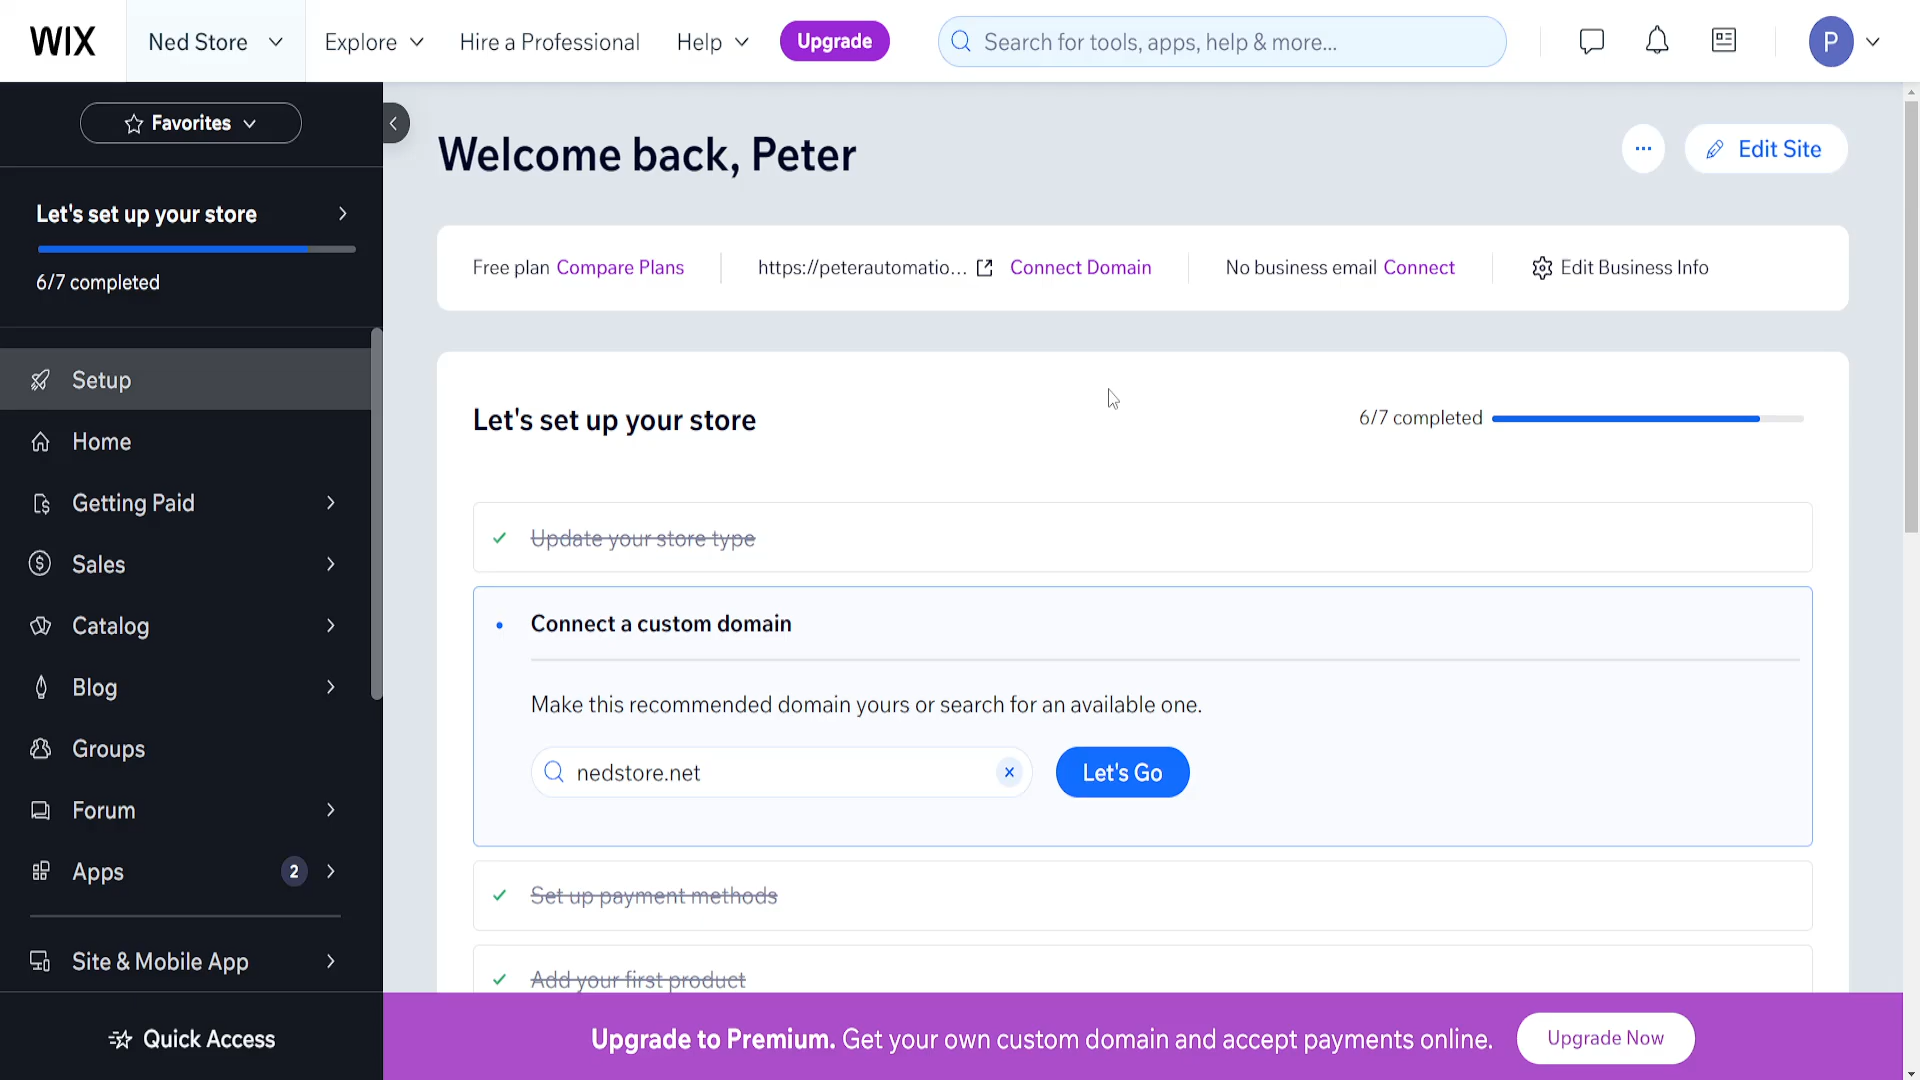 WIX
Ned Store
Explore
Hire a Professional
Help
Upgrade
Search for tools, apps, help & more...
P
Favorites
Let's set up your store
6/7 completed
Setup
Home
Getting Paid
Sales
Catalog
Blog
Groups
Forum
Apps
2
Site & Mobile App
Quick Access
Welcome back, Peter
Edit Site
Free plan Compare Plans
https://peterautomatio...
Connect Domain
No business email Connect
Edit Business Info
Let's set up your store
6/7 completed
Update your store type
Connect a custom domain
Make this recommended domain yours or search for an available one.
nedstore.net
Let's Go
Set up payment methods
Add your first product
Upgrade to Premium. Get your own custom domain and accept payments online.
Upgrade Now